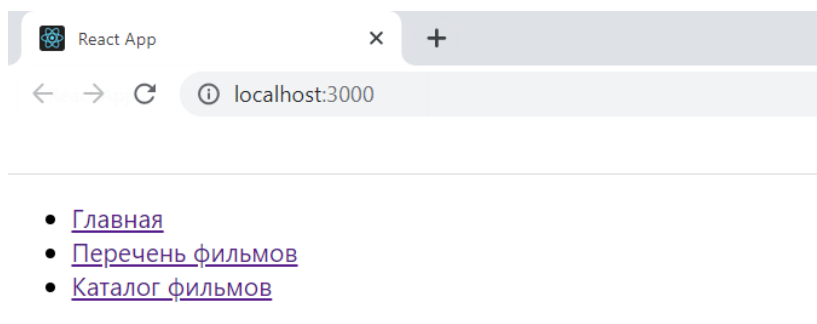 React App
localhost:3000
Главная
Перечень фильмов
Каталог фильмов